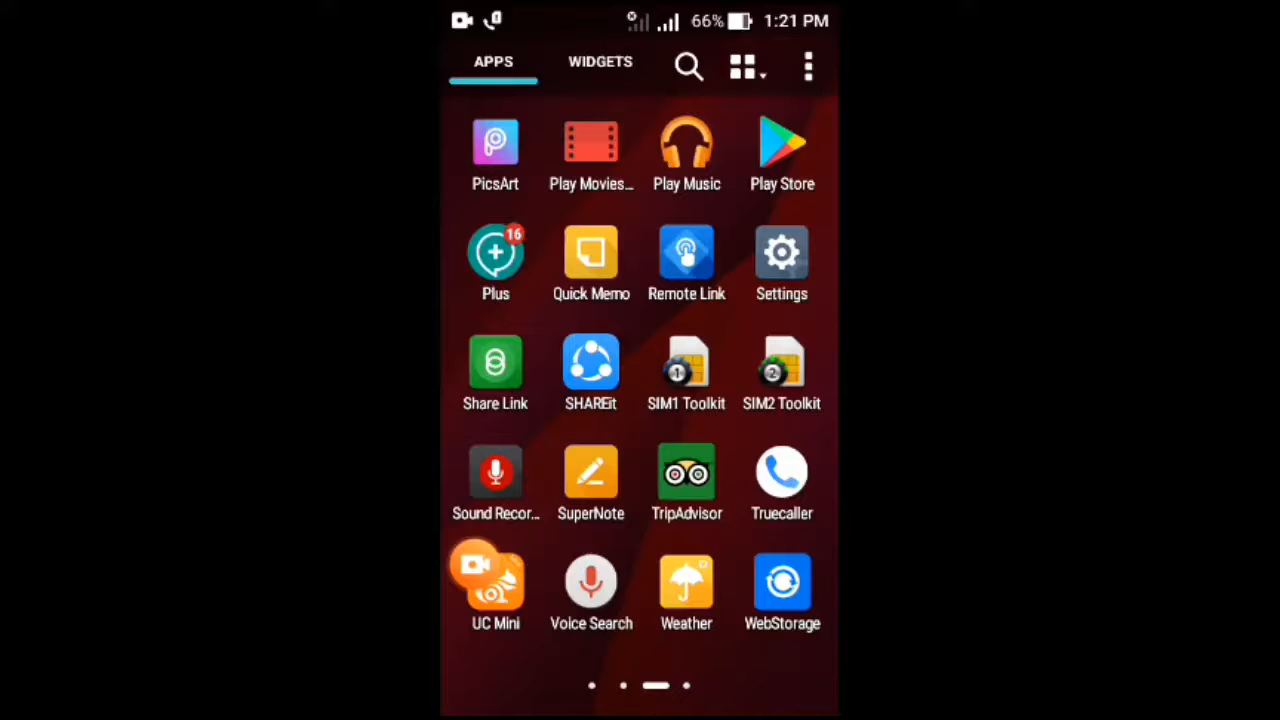 66% 1:21 PM
APPS WIDGETS
PicsArt Play Movies... Play Music Play Store
16
Plus Quick Memo Remote Link Settings
1 2
Share Link SHAREit SIM1 Toolkit SIM2 Toolkit
Sound Recor... SuperNote TripAdvisor Truecaller
UC Mini Voice Search Weather WebStorage